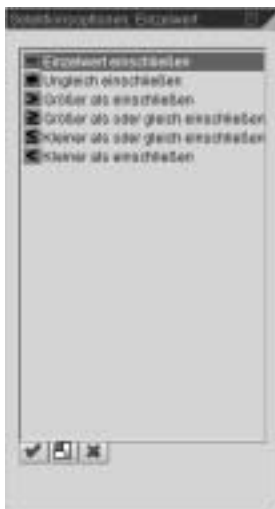 Selektionsoptionen: Einzelwert
Einzelwert einschließen
Ungleich einschließen
Größer als einschließen
Größer als oder gleich einschließen
Kleiner als oder gleich einschließen
Kleiner als einschließen